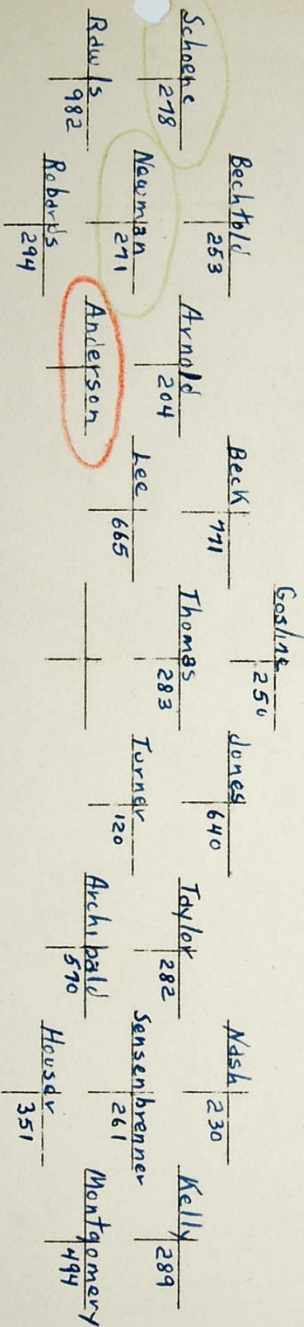 Gosline
250
Bechtold Beck Jones Nash
253 771 640 230
Schoene Arnold Thomas Taylor Kelly
278 204 283 282 289
Newman Lee Turner Sensenbrenner
271 665 120 261
Rawls Anderson Archibald Montgomery
982 570 494
Robards Housar
294 351